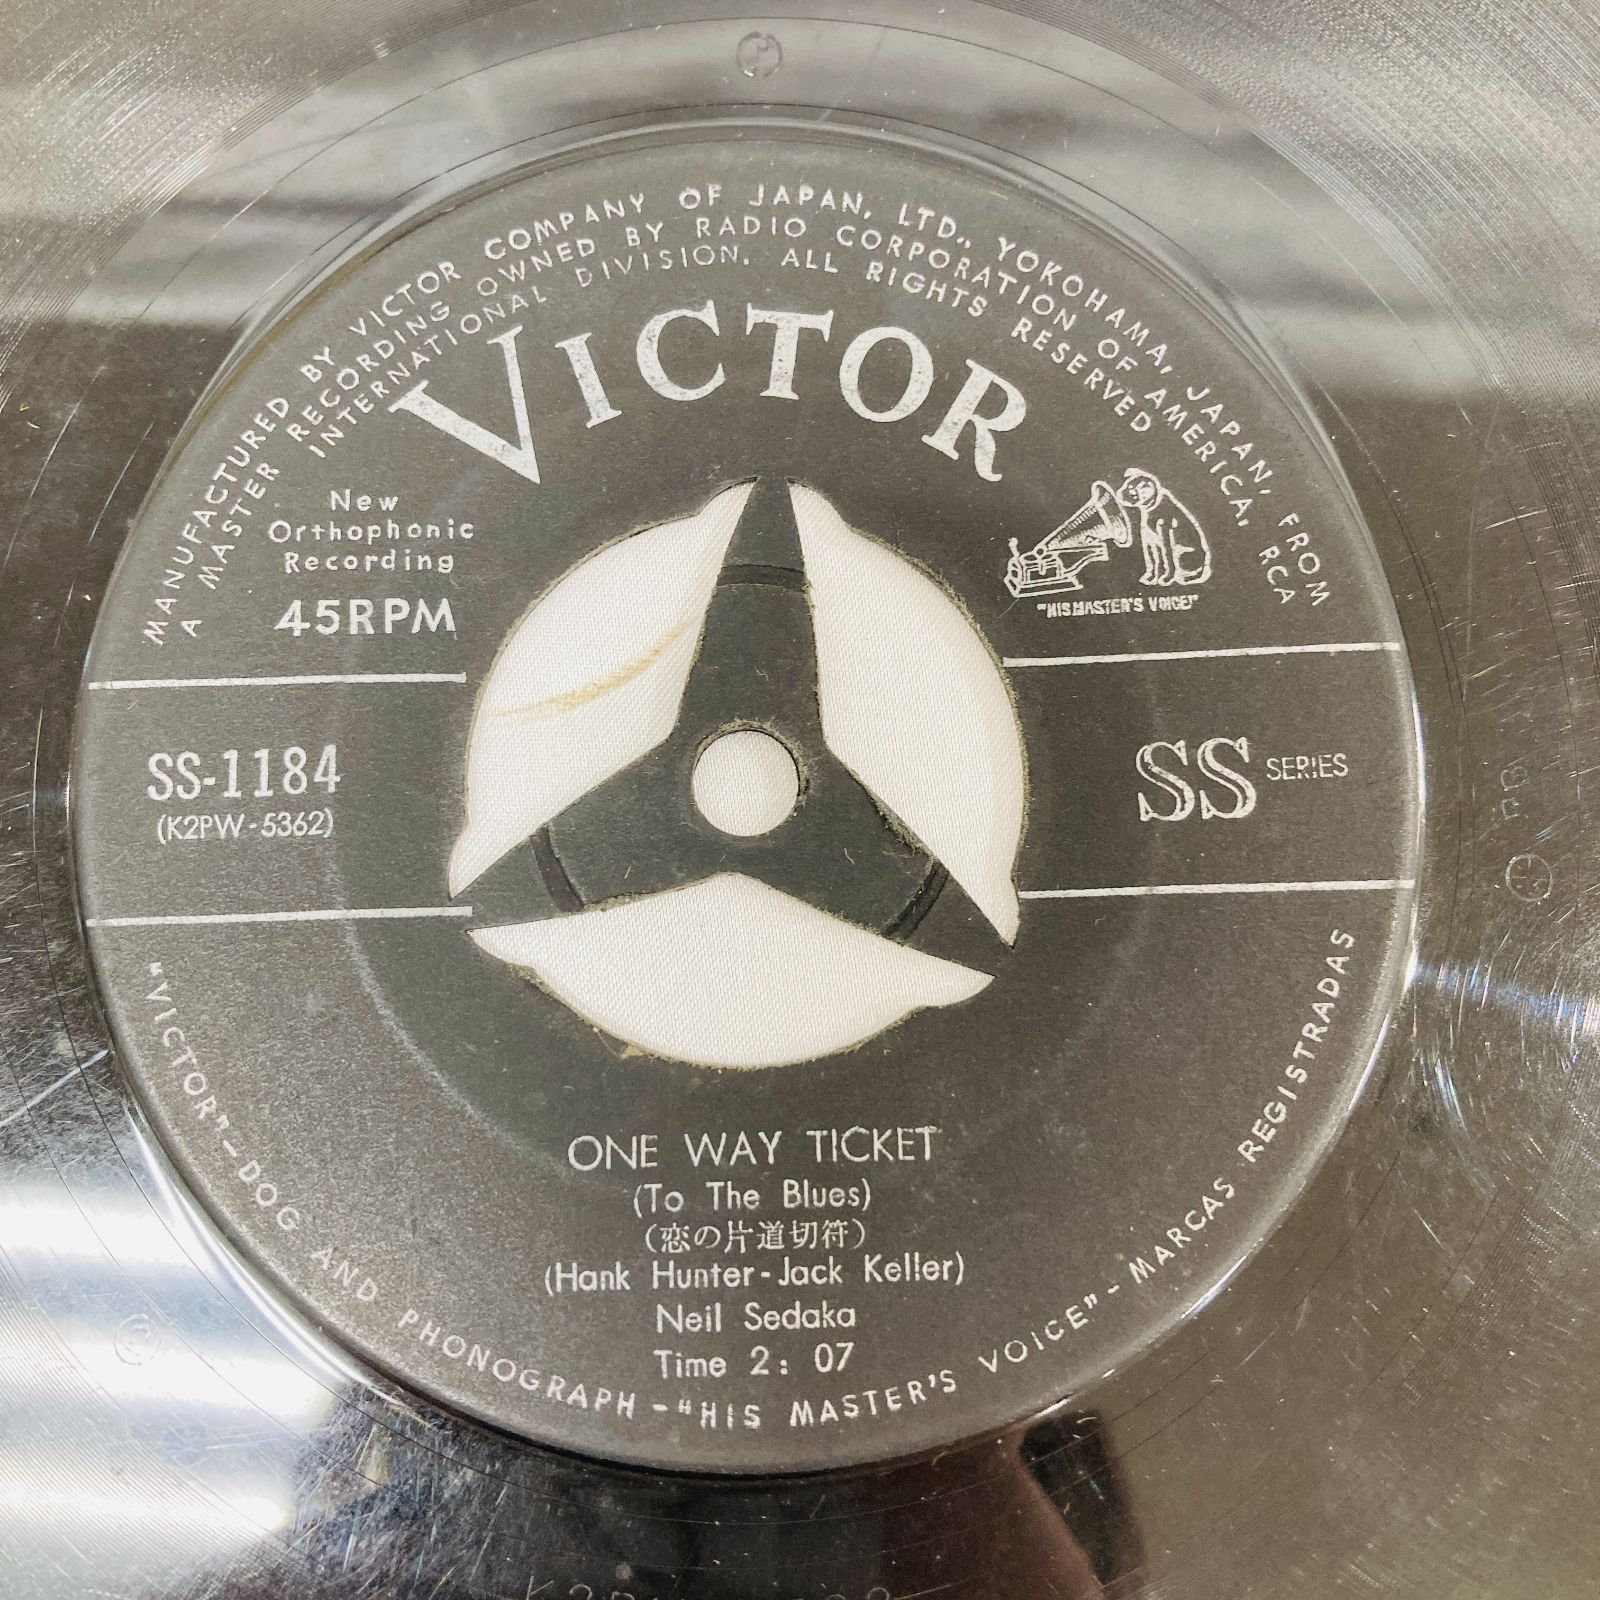 MANUFACTURED BY VICTOR COMPANY OF JAPAN, LTD., YOKOHAMA, JAPAN, FROM
A MASTER RECORDING OWNED BY RADIO CORPORATION OF AMERICA, RCA
INTERNATIONAL DIVISION. ALL RIGHTS RESERVED
VICTOR
New
Orthophonic
Recording
45RPM
"HIS MASTER'S VOICE"
SS-1184
(K2PW-5362)
SS SERIES
ONE WAY TICKET
(To The Blues)
(恋の片道切符)
(Hank Hunter-Jack Keller)
Neil Sedaka
Time 2: 07
"VICTOR"-DOG AND PHONOGRAPH-"HIS MASTER'S VOICE"-MARCAS REGISTRADAS